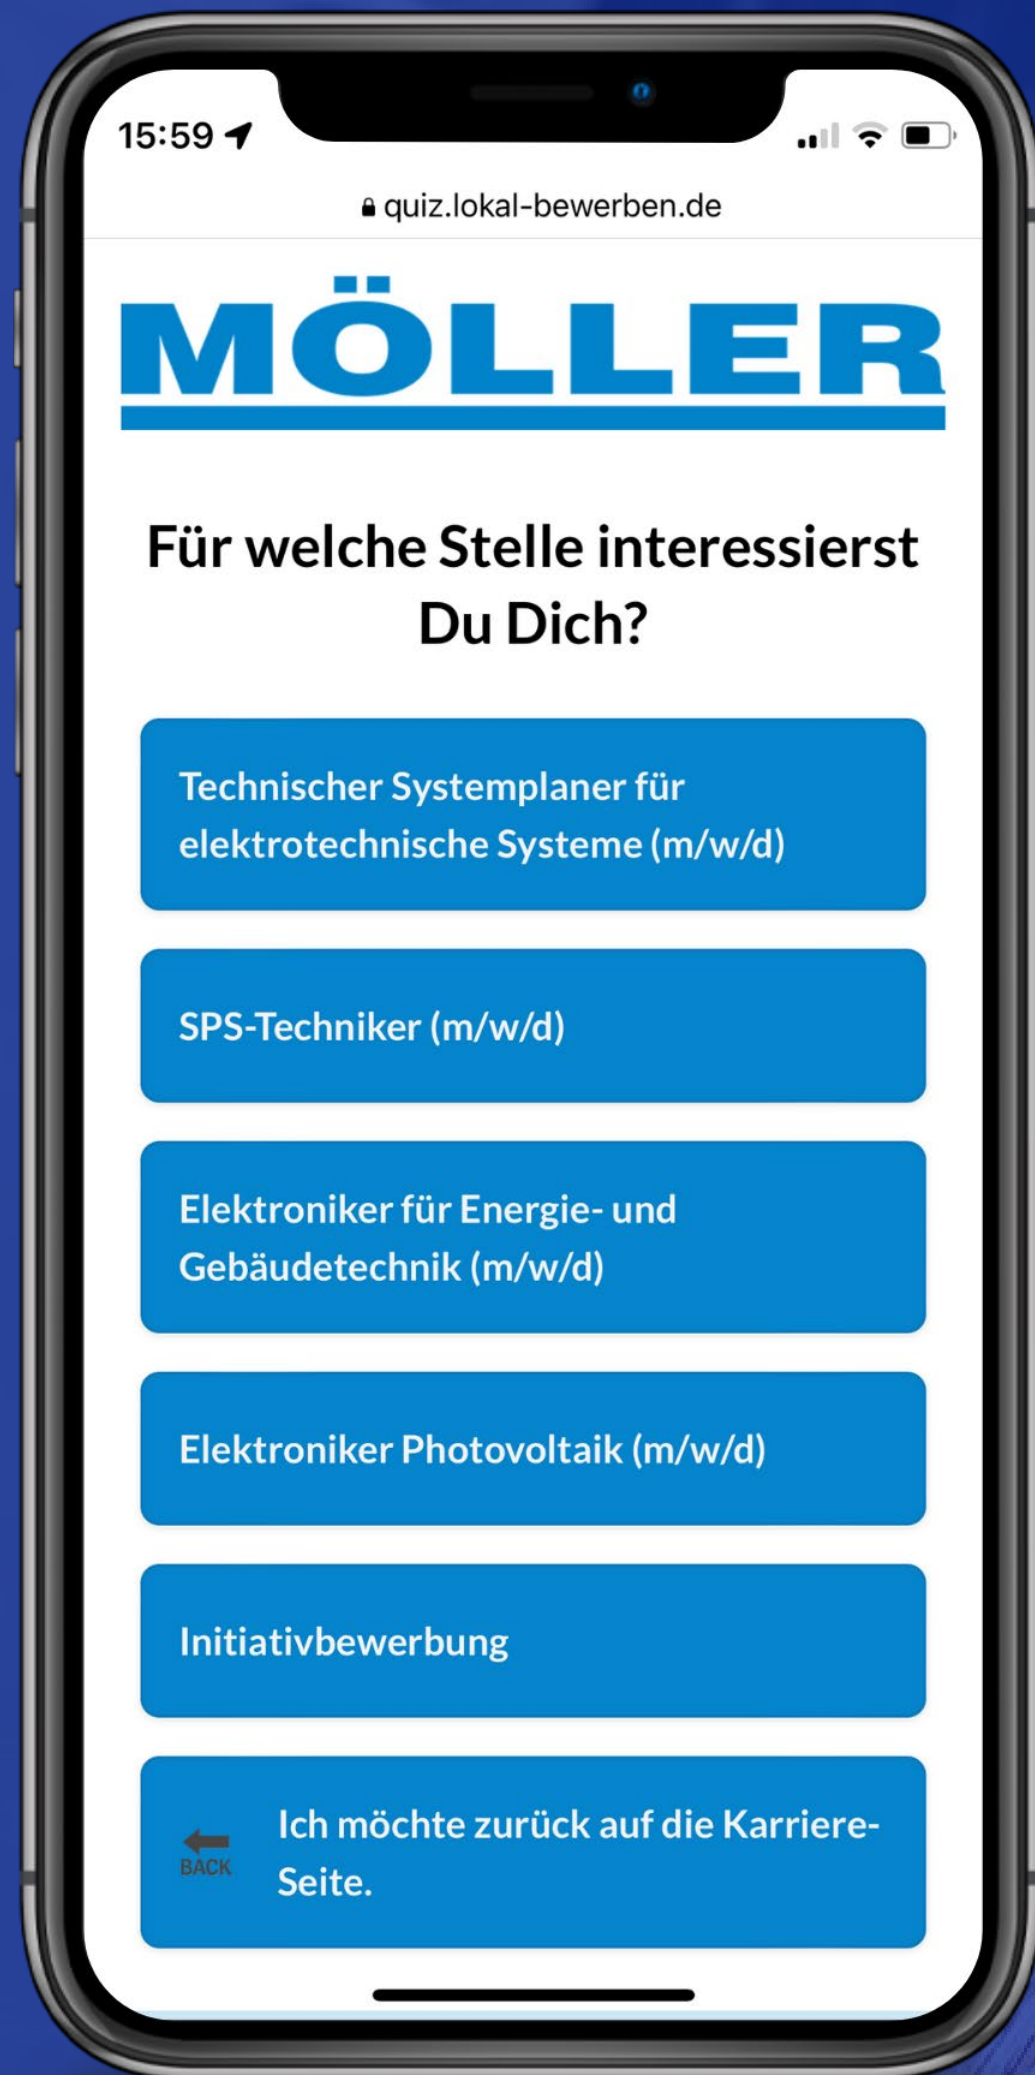 15:59
quiz.lokal-bewerben.de
MÖLLER
Für welche Stelle interessierst
Du Dich?
Technischer Systemplaner für
elektrotechnische Systeme (m/w/d)
SPS-Techniker (m/w/d)
Elektroniker für Energie- und
Gebäudetechnik (m/w/d)
Elektroniker Photovoltaik (m/w/d)
Initiativbewerbung
BACK
Ich möchte zurück auf die Karriere-
Seite.